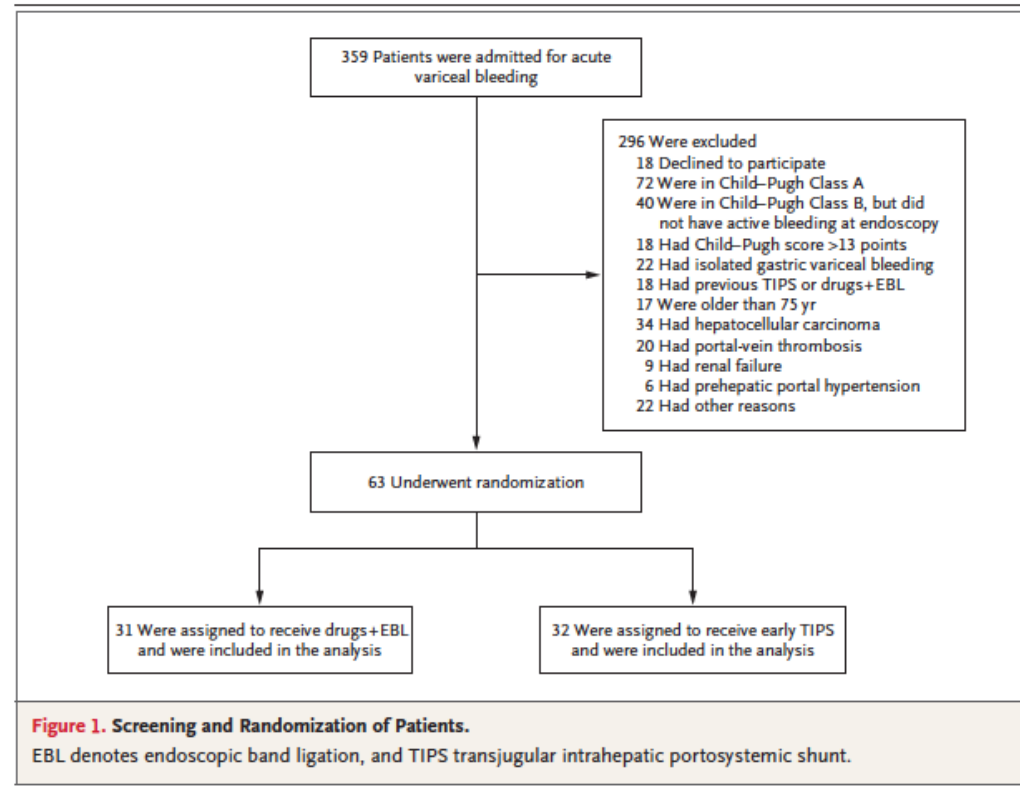 359 Patients were admitted for acute
variceal bleeding
296 Were excluded
18 Declined to participate
72 Were in Child–Pugh Class A
40 Were in Child–Pugh Class B, but did
not have active bleeding at endoscopy
18 Had Child–Pugh score >13 points
22 Had isolated gastric variceal bleeding
18 Had previous TIPS or drugs+EBL
17 Were older than 75 yr
34 Had hepatocellular carcinoma
20 Had portal-vein thrombosis
9 Had renal failure
6 Had prehepatic portal hypertension
22 Had other reasons
63 Underwent randomization
31 Were assigned to receive drugs+EBL
and were included in the analysis
32 Were assigned to receive early TIPS
and were included in the analysis
Figure 1. Screening and Randomization of Patients.
EBL denotes endoscopic band ligation, and TIPS transjugular intrahepatic portosystemic shunt.